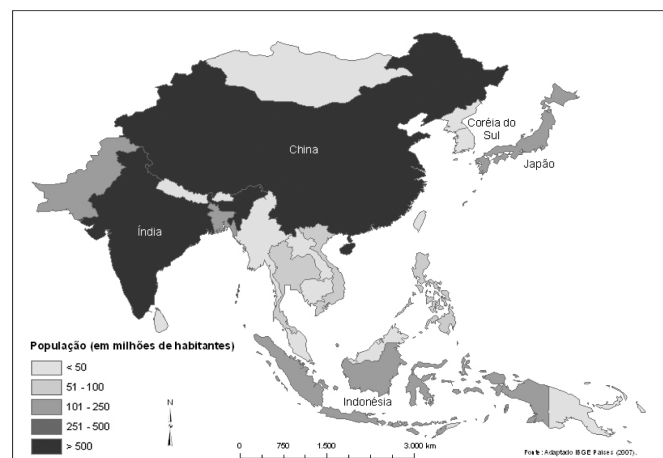 Coréia do
Sul
China
Japão
Índia
População (em milhões de habitantes)
< 50
51 - 100
101 - 250
251 - 500
> 500
N
Indonésia
0 750 1.500 3.000 km
Fonte: Adaptado IBGE Países (2007).